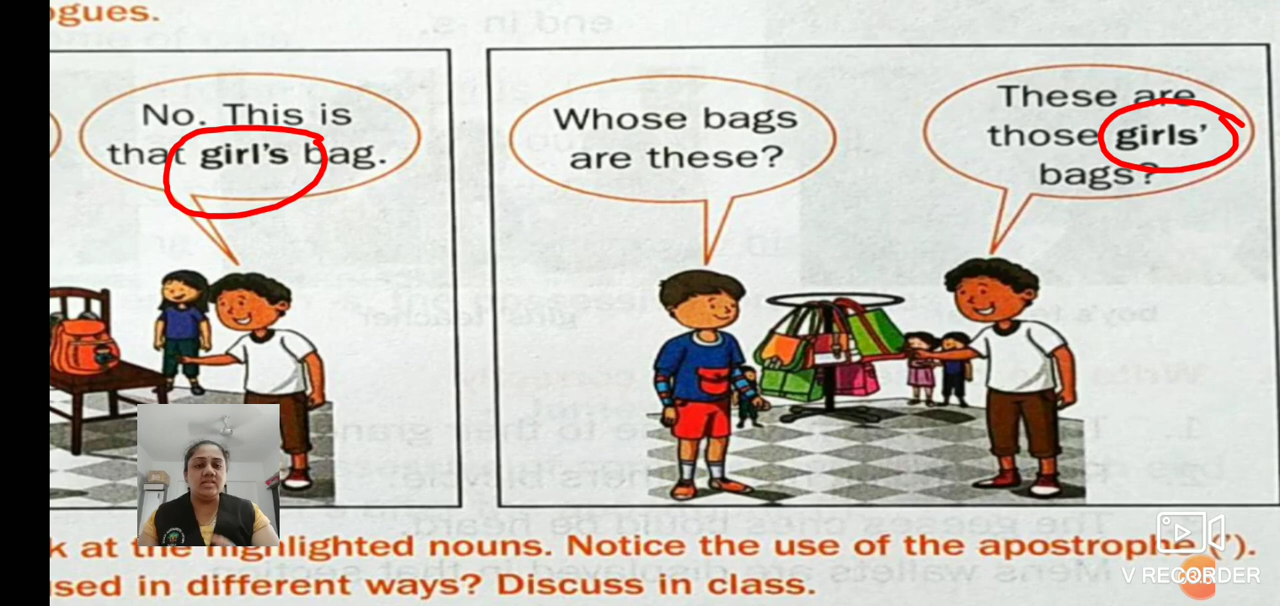 ogues.
No. This is
that girl's bag.
Whose bags
are these?
These are
those girls'
bags?
k at the highlighted nouns. Notice the use of the apostrophe (').
sed in different ways? Discuss in class.
V RECORDER